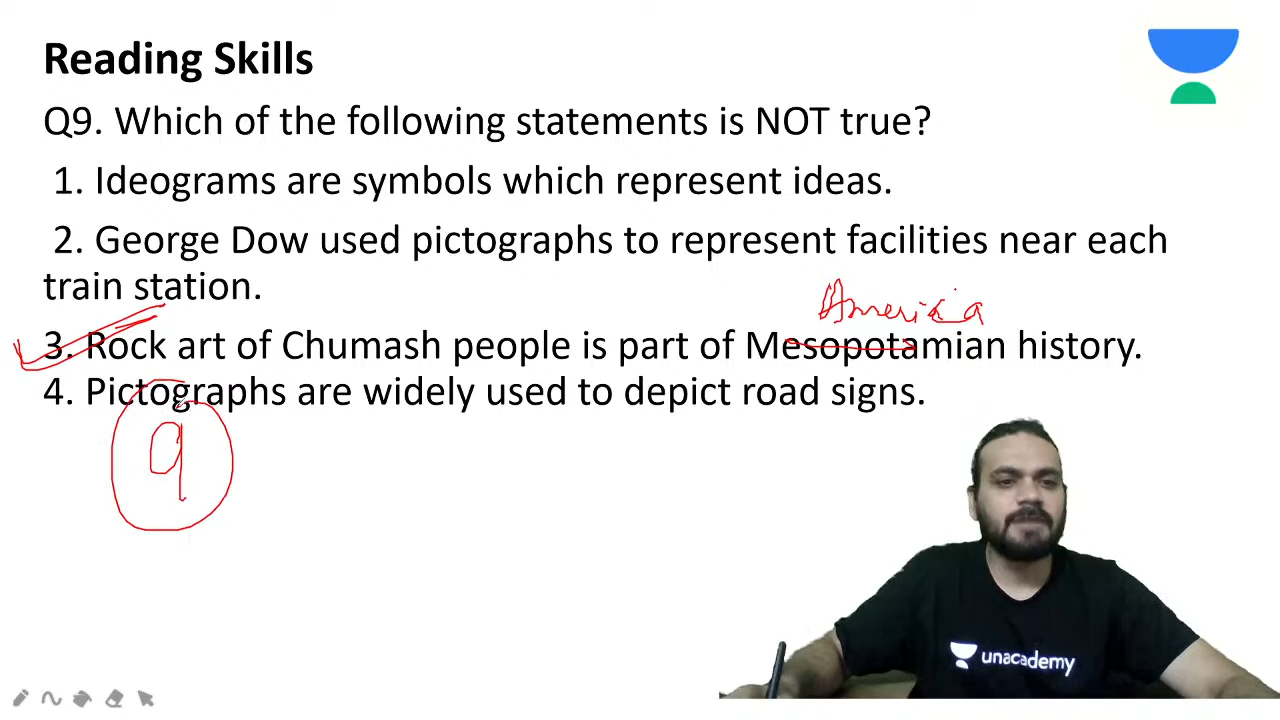 Reading Skills
Q9. Which of the following statements is NOT true?
1. Ideograms are symbols which represent ideas.
2. George Dow used pictographs to represent facilities near each
train station.
America
3. Rock art of Chumash people is part of Mesopotamian history.
4. Pictographs are widely used to depict road signs.
9
unacademy